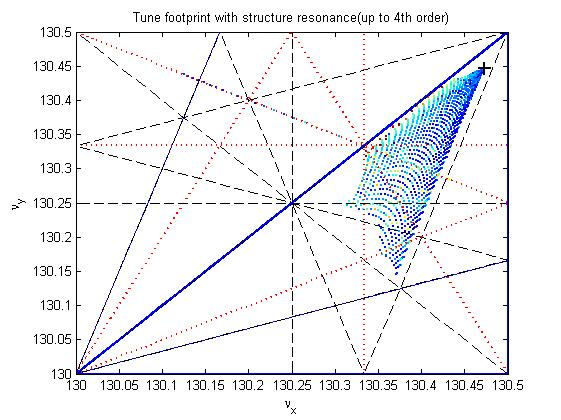 Tune footprint with structure resonance(up to 4th order)
130.5
130.45
130.4
130.35
130.3
130.25
130.2
130.15
130.1
130.05
130
νy
130 130.05 130.1 130.15 130.2 130.25 130.3 130.35 130.4 130.45 130.5
νx